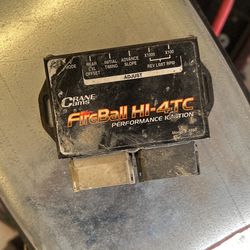 MODE
REAR CYL OFFSET
INITIAL TIMING
ADVANCE SLOPE
X1000
X100
REV LIMIT RPM
ADJUST
CRANE
Cams
FireBall HI-4TC
PERFORMANCE IGNITION